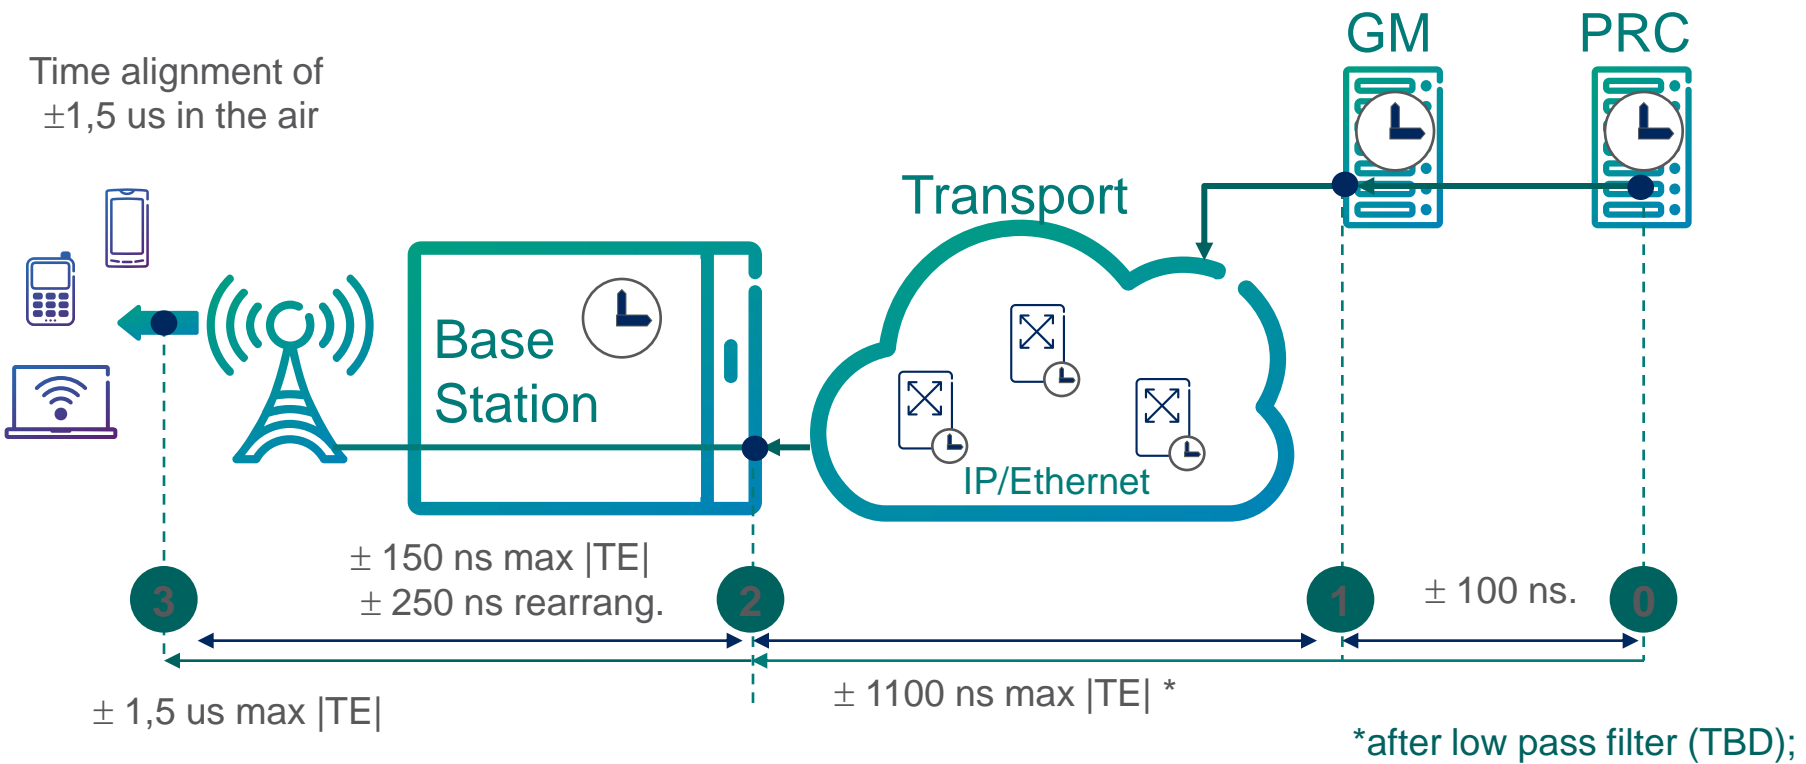 GM
PRC
Time alignment of
±1,5 us in the air
Transport
Base
Station
IP/Ethernet
± 150 ns max |TE|
± 250 ns rearrang.
± 100 ns.
3
2
1
0
± 1100 ns max |TE| *
± 1,5 us max |TE|
*after low pass filter (TBD);